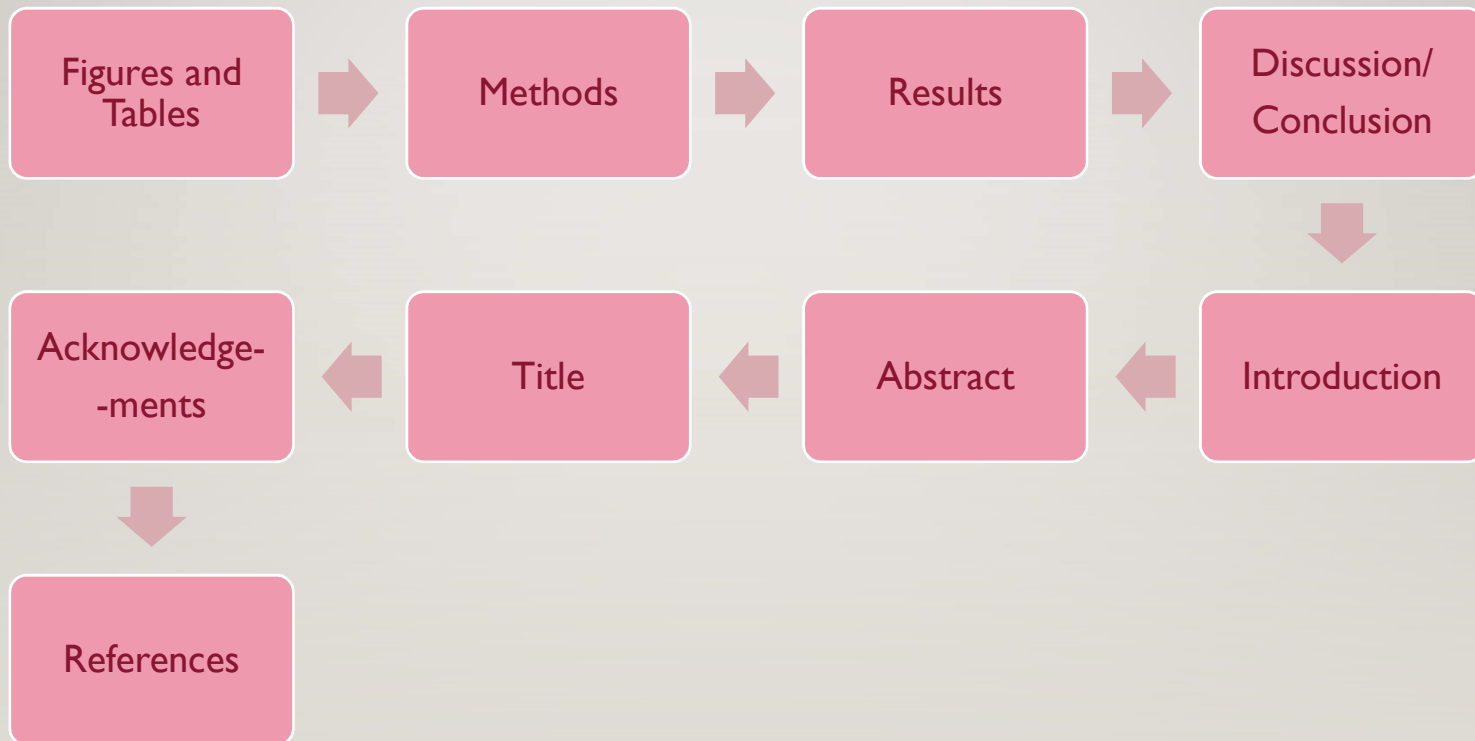 Figures and
Tables
Methods
Results
Discussion/
Conclusion
Introduction
Abstract
Title
Acknowledge-
-ments
References